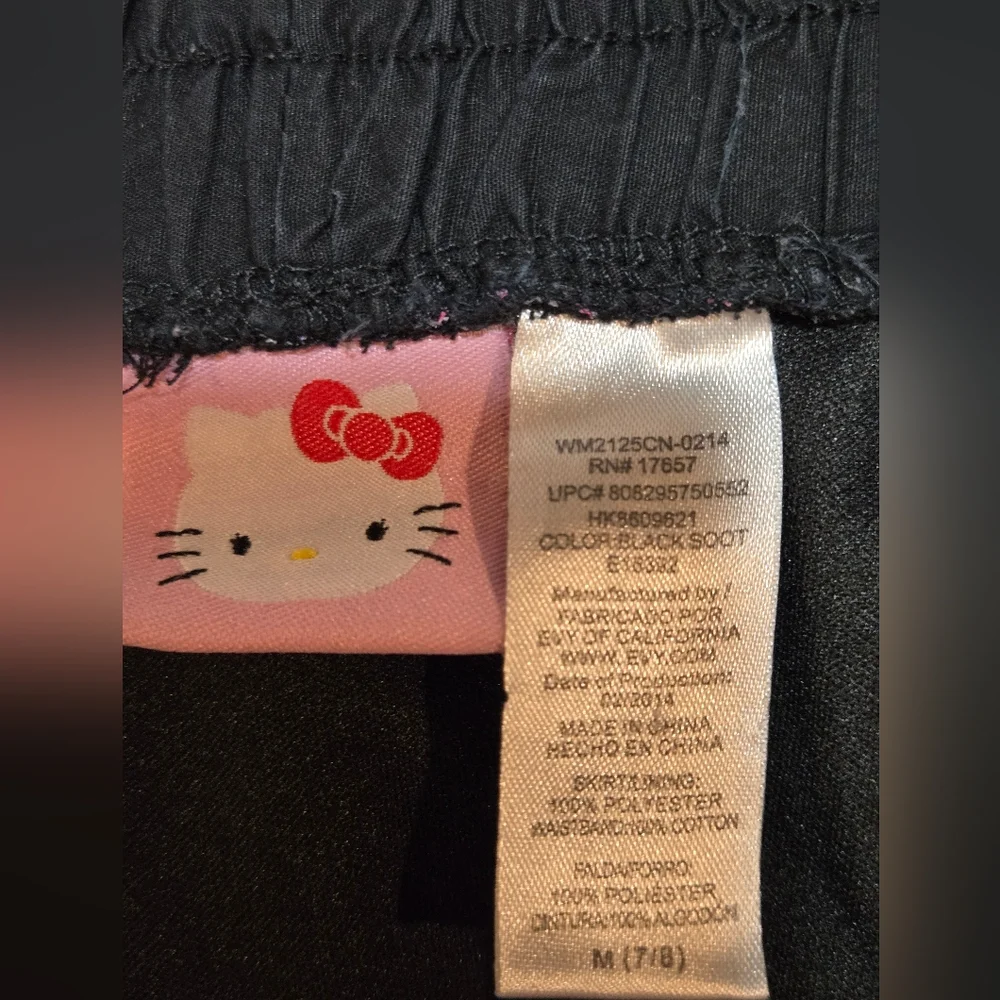 WM2125CN-0214
RN# 17657
UPC# 808295750552
HK8609621
COLOR:BLACK SOOT
E18392
Manufactured by /
FABRICADO POR
EVY OF CALIFORNIA
WWW.EVY.COM
Date of Production:
02/2014
MADE IN CHINA
HECHO EN CHINA
SKIRT/LINING:
100% POLYESTER
WAISTBAND:100% COTTON
FALDA/FORRO:
100% POLIESTER
CINTURA:100% ALGODON
M (7/8)